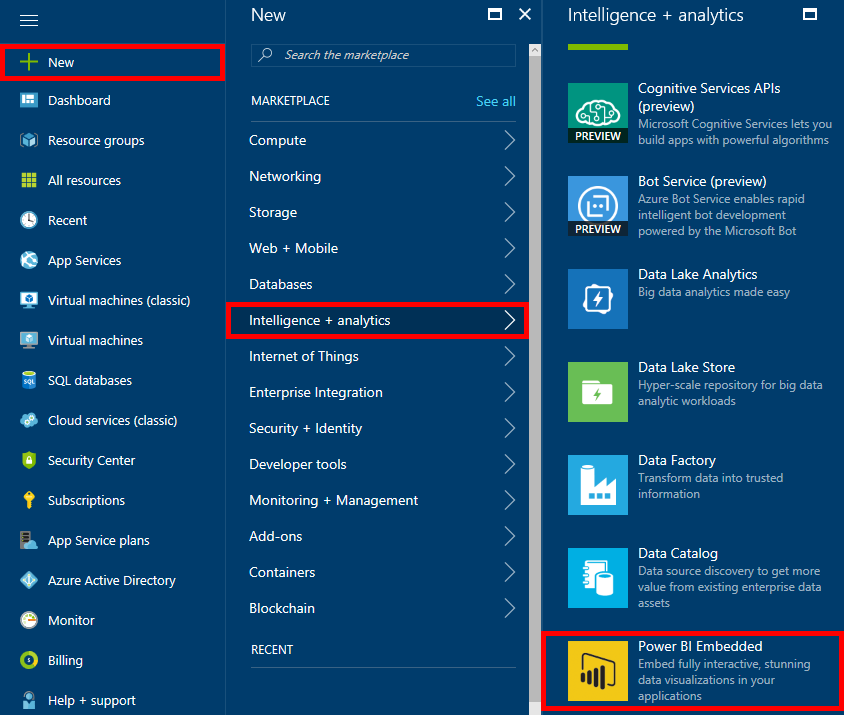 New
Dashboard
Resource groups
All resources
Recent
App Services
Virtual machines (classic)
Virtual machines
SQL
SQL databases
Cloud services (classic)
Security Center
Subscriptions
App Service plans
Azure Active Directory
Monitor
Billing
Help + support
New
Search the marketplace
MARKETPLACE
See all
Compute
Networking
Storage
Web + Mobile
Databases
Intelligence + analytics
Internet of Things
Enterprise Integration
Security + Identity
Developer tools
Monitoring + Management
Add-ons
Containers
Blockchain
RECENT
Intelligence + analytics
PREVIEW
Cognitive Services APIs
(preview)
Microsoft Cognitive Services lets you
build apps with powerful algorithms
PREVIEW
Bot Service (preview)
Azure Bot Service enables rapid
intelligent bot development
powered by the Microsoft Bot
Data Lake Analytics
Big data analytics made easy
Data Lake Store
Hyper-scale repository for big data
analytic workloads
Data Factory
Transform data into trusted
information
Data Catalog
Data source discovery to get more
value from existing enterprise data
assets
Power BI Embedded
Embed fully interactive, stunning
data visualizations in your
applications